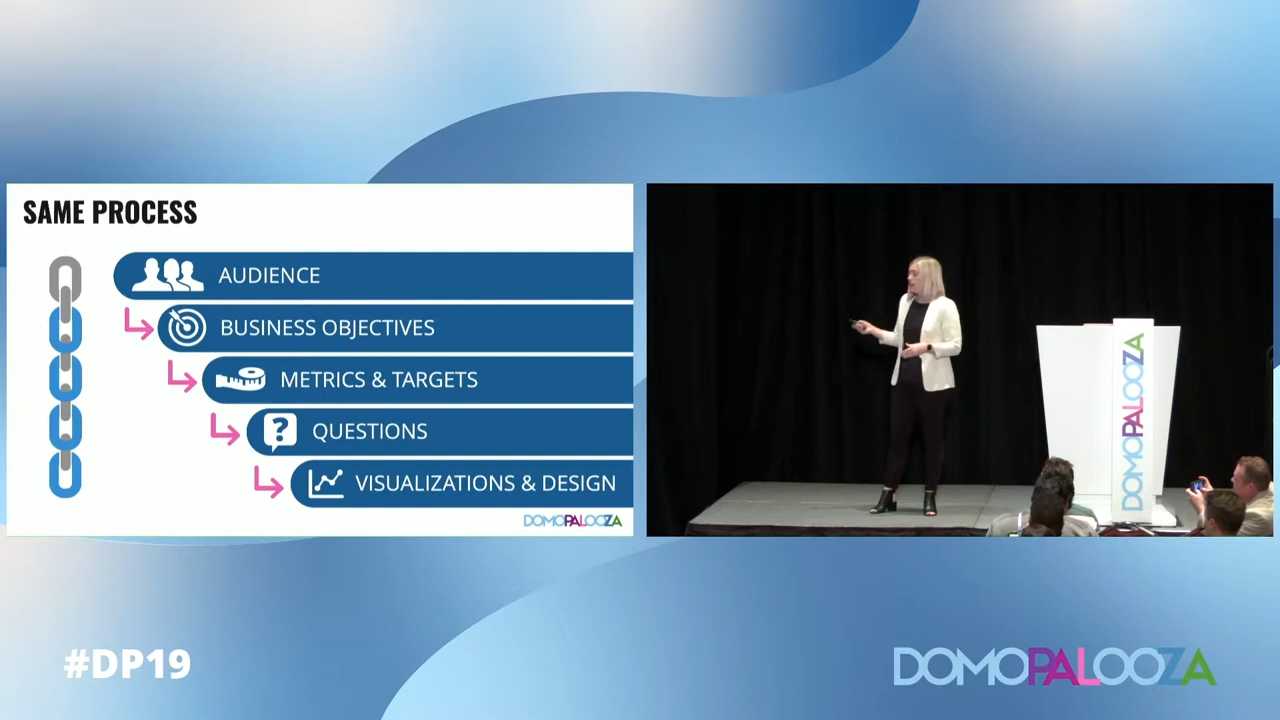 SAME PROCESS
AUDIENCE
BUSINESS OBJECTIVES
METRICS & TARGETS
?
QUESTIONS
VISUALIZATIONS & DESIGN
DOMOPALOOZA
DOMOPALOOZA
#DP19
DOMOPALOOZA